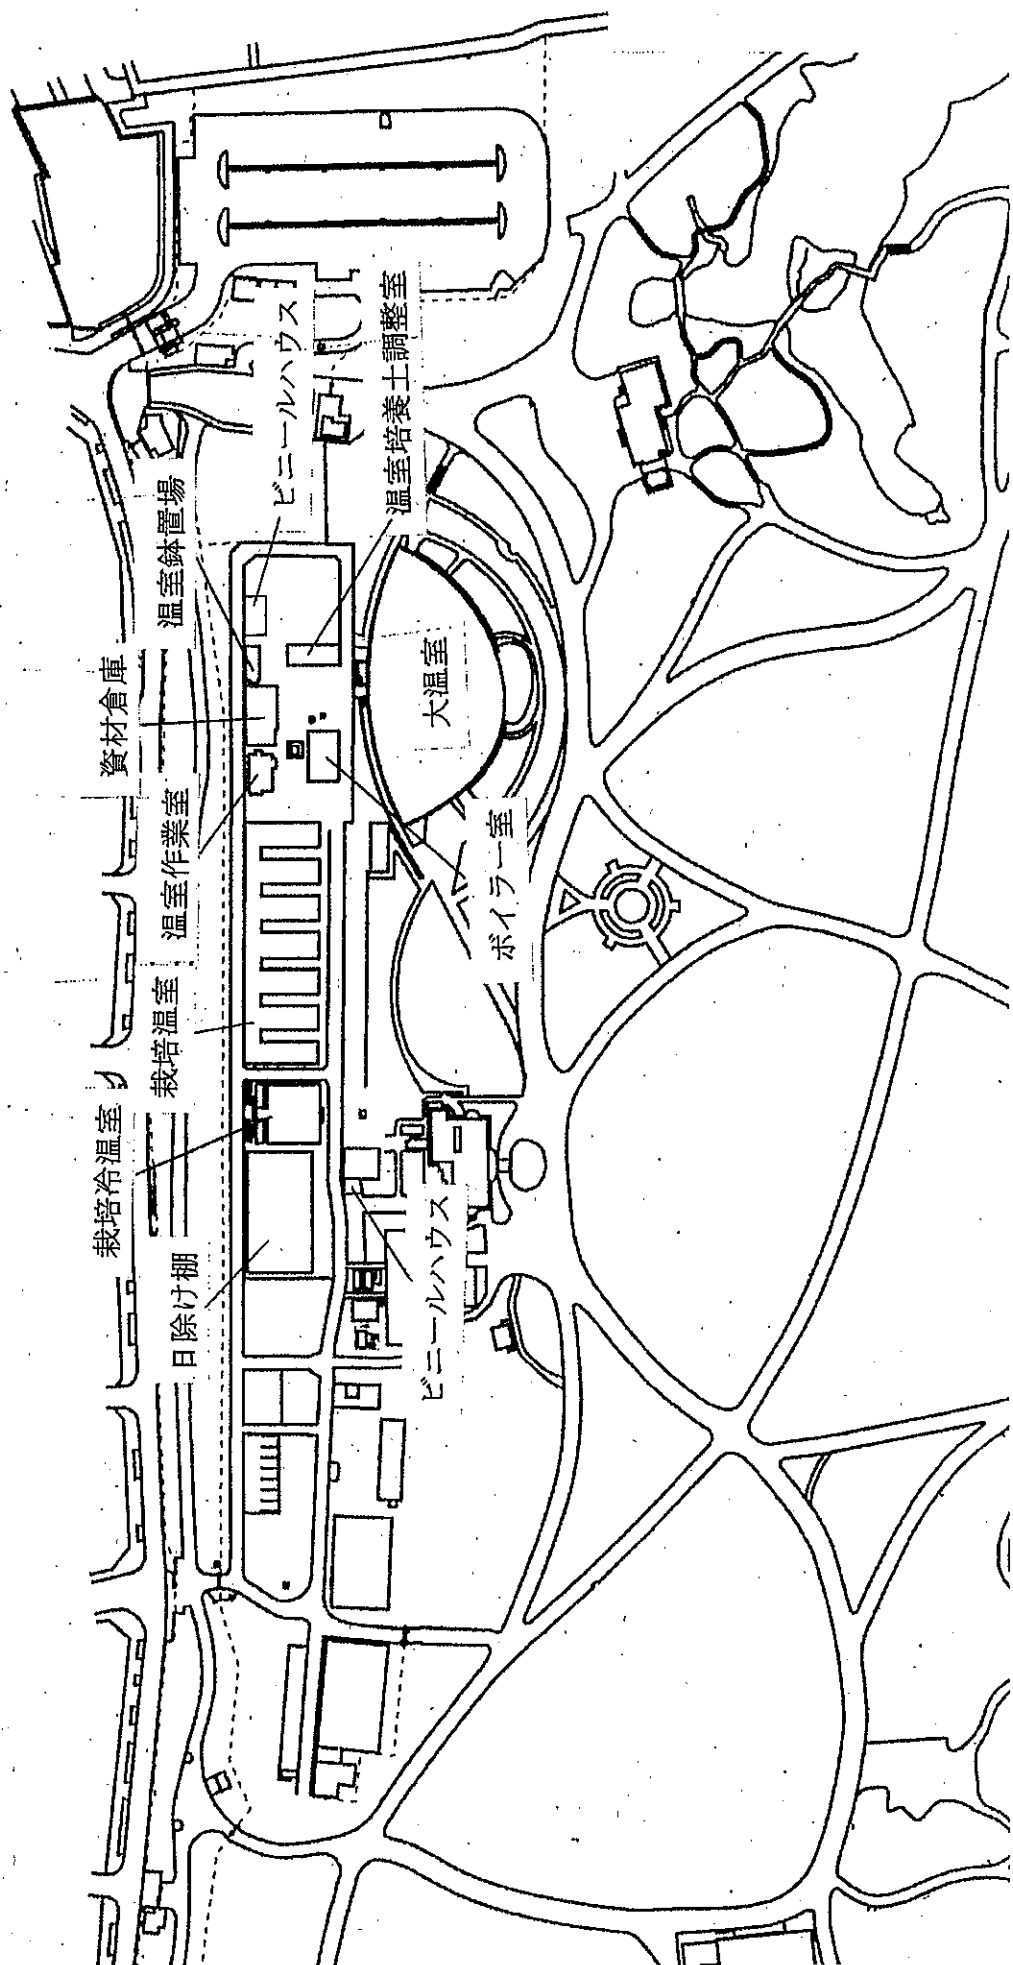 資材倉庫
温室鉢置場
ビニールハウス
温室培養土調整室
大温室
温室作業室
ボイラー室
栽培温室
栽培冷温室
日除け棚
ビニールハウス